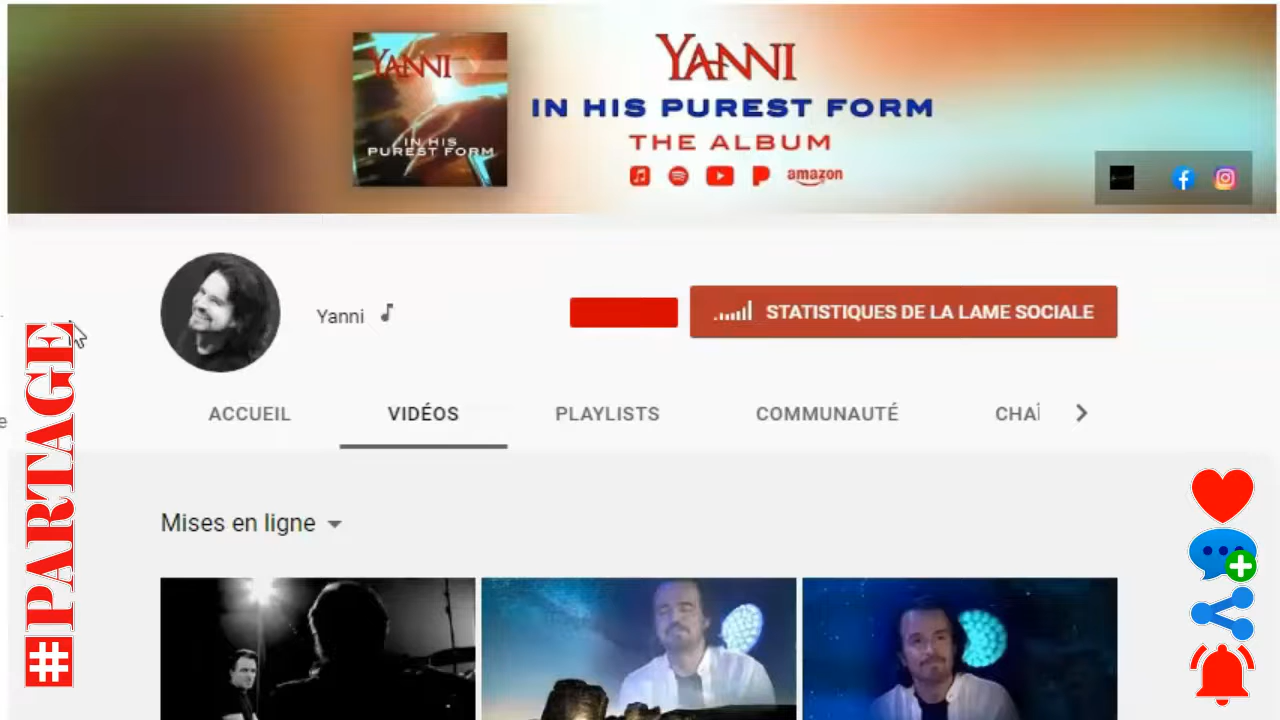 YANNI
IN HIS
PUREST FORM
YANNI
IN HIS PUREST FORM
THE ALBUM
amazon
Yanni
STATISTIQUES DE LA LAME SOCIALE
ACCUEIL
VIDÉOS
PLAYLISTS
COMMUNAUTÉ
CHAÎ
Mises en ligne
#PARTAGE
e